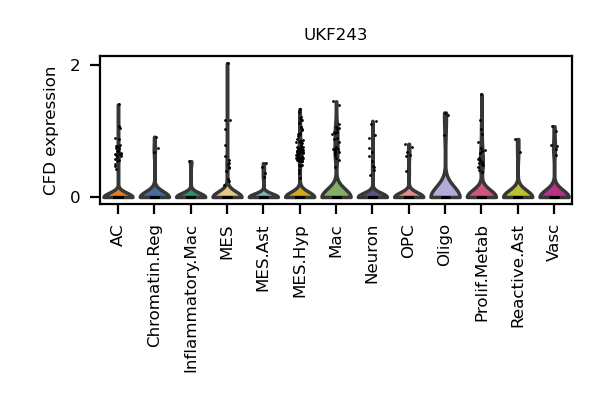 UKF243
CFD expression
2
0
AC
Chromatin.Reg
Inflammatory.Mac
MES
MES.Ast
MES.Hyp
Mac
Neuron
OPC
Oligo
Prolif.Metab
Reactive.Ast
Vasc